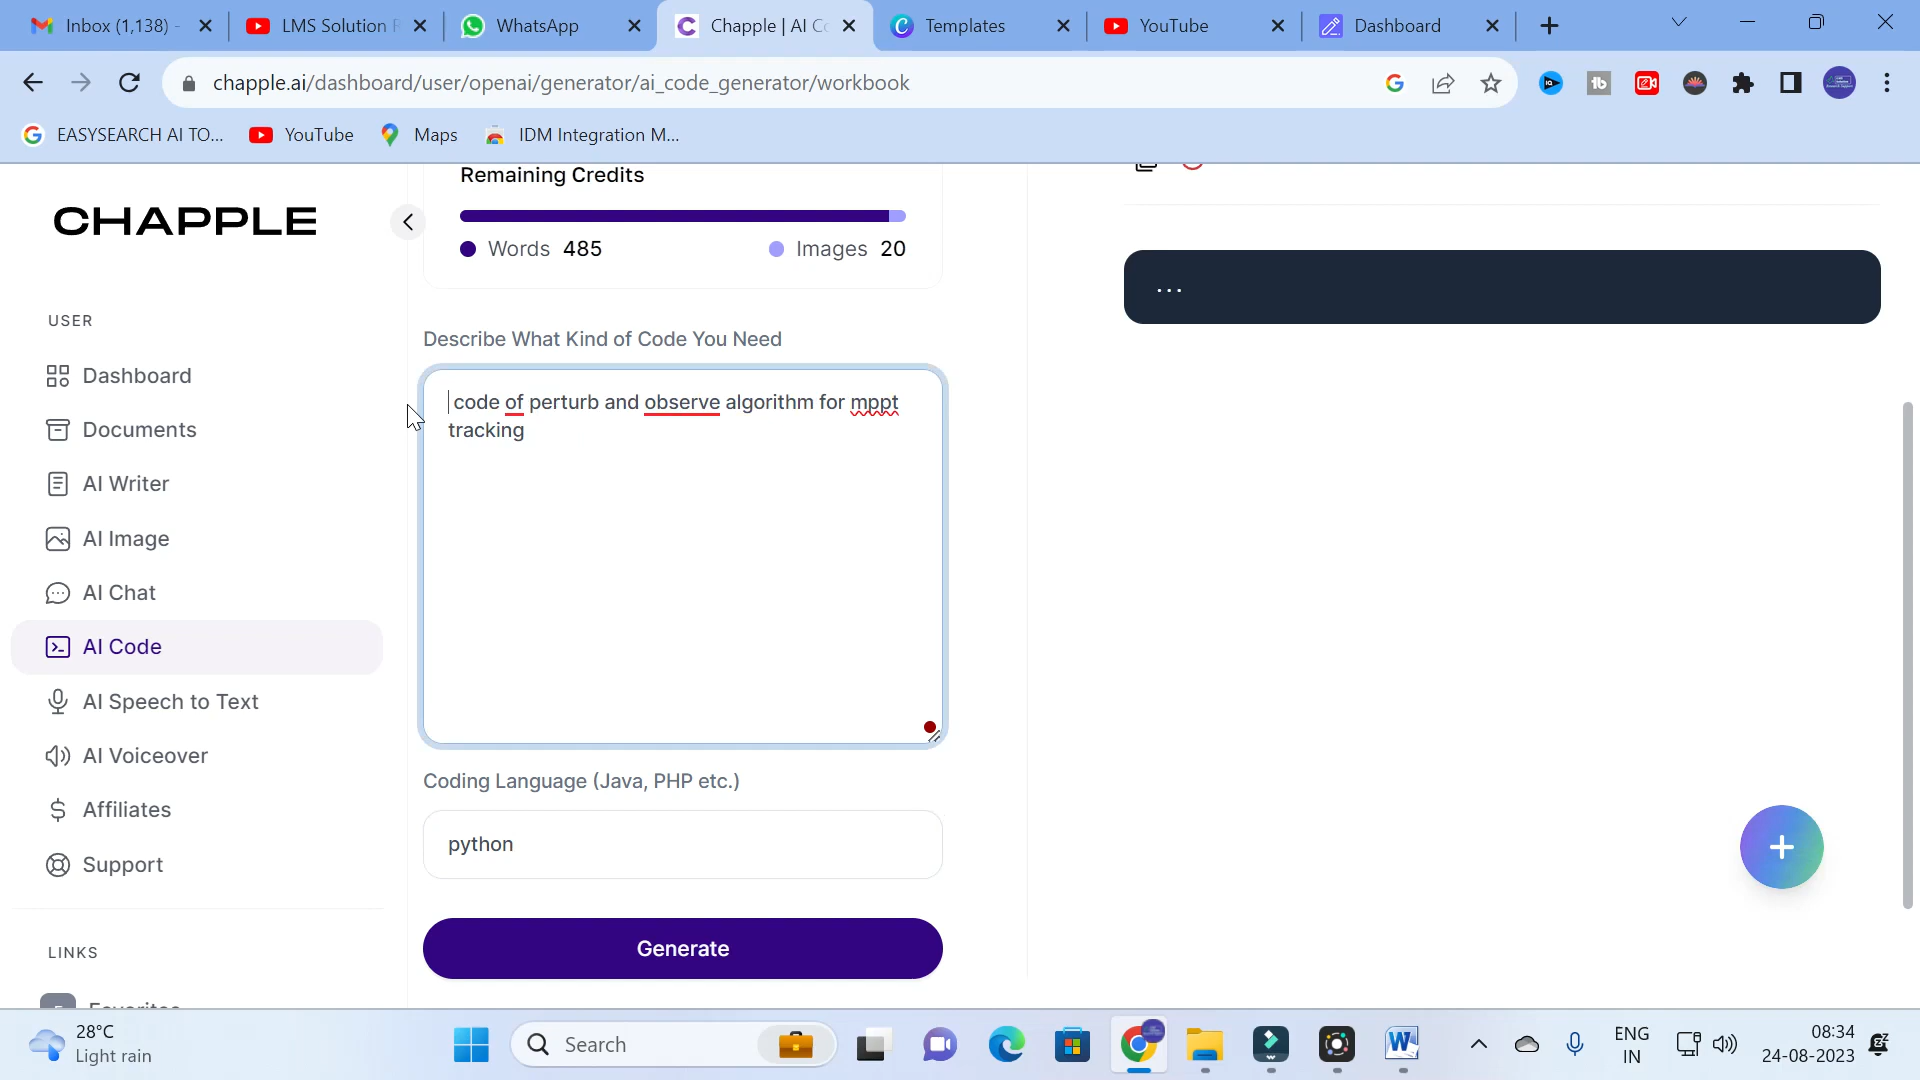 Inbox (1,138) -
LMS Solution
WhatsApp
Chapple | AI Co
Templates
YouTube
Dashboard
chapple.ai/dashboard/user/openai/generator/ai_code_generator/workbook
EASYSEARCH AI TO...
YouTube
Maps
IDM Integration M...
CHAPPLE
USER
Dashboard
Documents
AI Writer
AI Image
AI Chat
AI Code
AI Speech to Text
AI Voiceover
Affiliates
Support
LINKS
Favorites
Remaining Credits
Words 485
Images 20
Describe What Kind of Code You Need
code of perturb and observe algorithm for mppt
tracking
Coding Language (Java, PHP etc.)
python
Generate
...
28°C
Light rain
Search
ENG
IN
08:34
24-08-2023